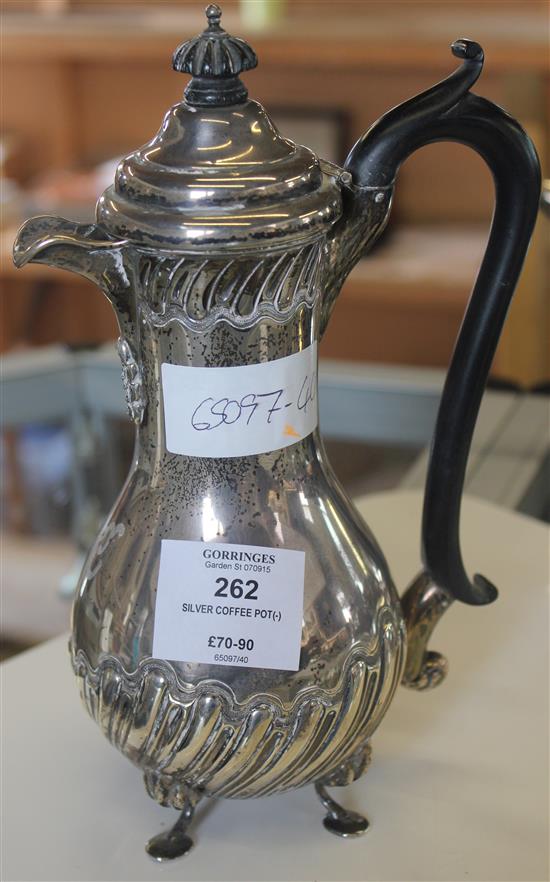 65097-40
GORRINGES
Garden St 070915
262
SILVER COFFEE POT(-)
£70-90
65097/40